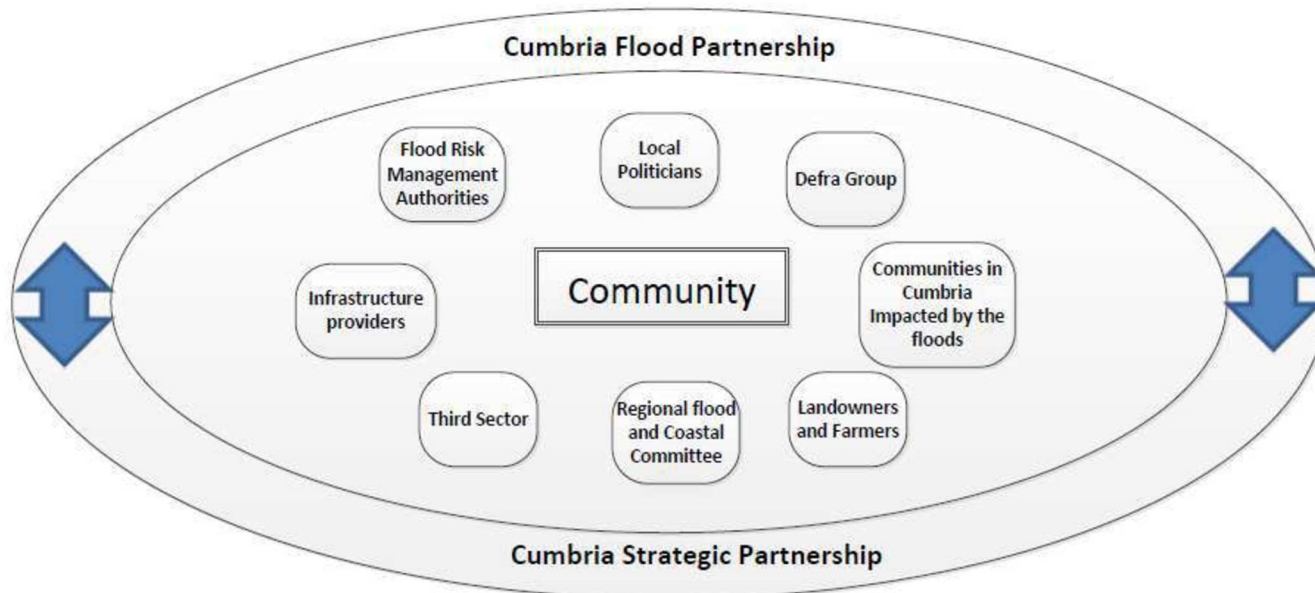 Cumbria Flood Partnership
Flood Risk
Management
Authorities
Local
Politicians
Defra Group
Infrastructure
providers
Community
Communities in
Cumbria
Impacted by the
floods
Third Sector
Regional flood
and Coastal
Committee
Landowners
and Farmers
Cumbria Strategic Partnership